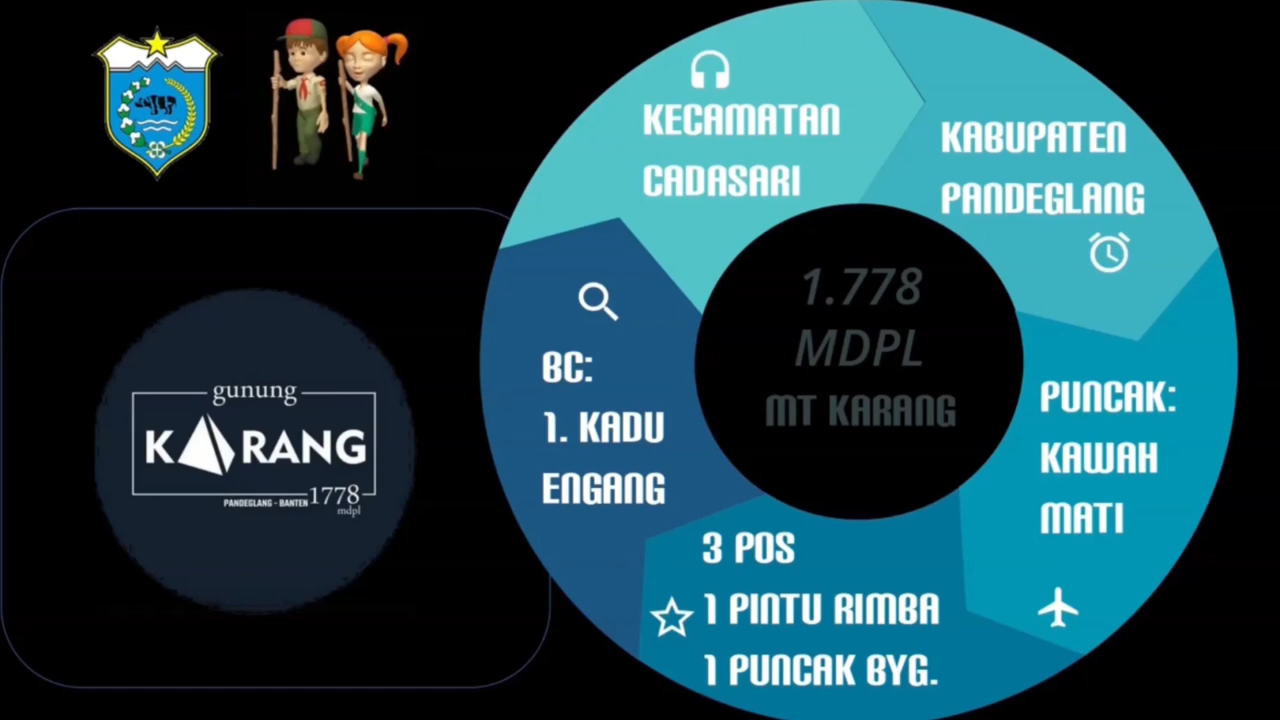 gunung
KARANG
PANDEGLANG - BANTEN 1778
mdpl
KECAMATAN
CADASARI
KABUPATEN
PANDEGLANG
PUNCAK:
KAWAH
MATI
3 POS
1 PINTU RIMBA
1 PUNCAK BYG.
BC:
1. KADU
ENGANG
1.778
MDPL
MT KARANG